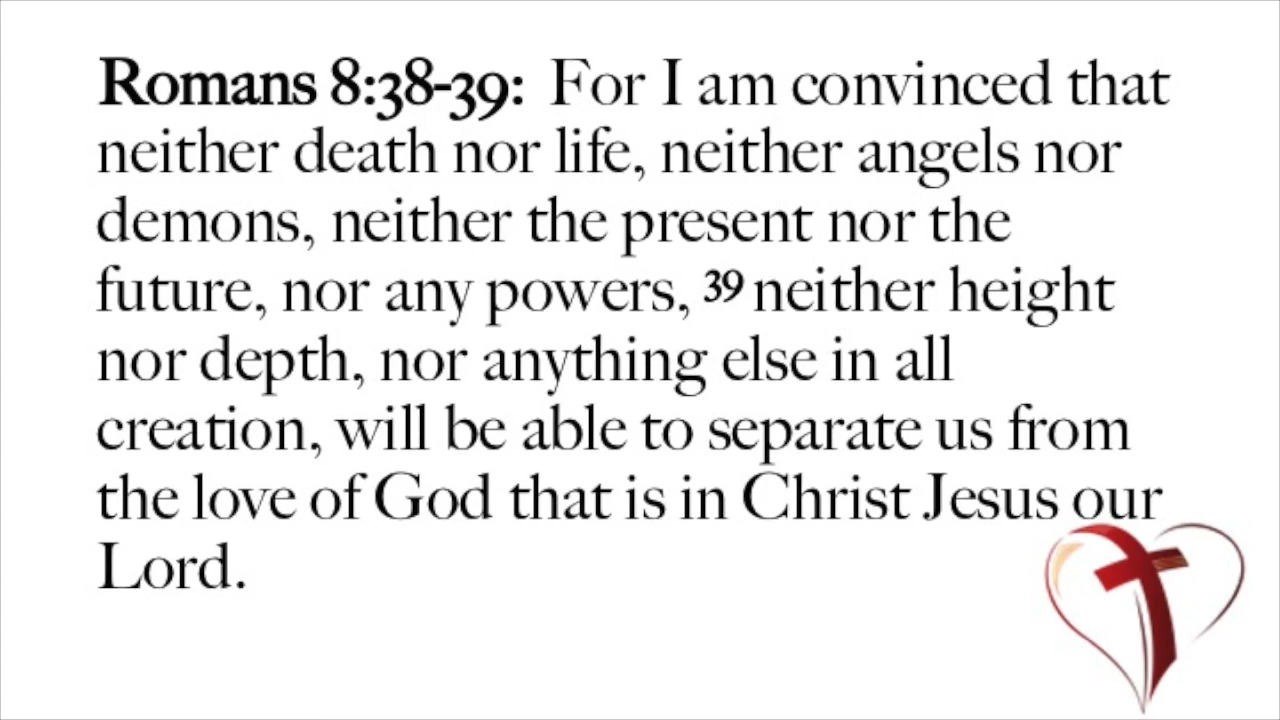 Romans 8:38-39: For I am convinced that
neither death nor life, neither angels nor
demons, neither the present nor the
future, nor any powers, 39 neither height
nor depth, nor anything else in all
creation, will be able to separate us from
the love of God that is in Christ Jesus our
Lord.